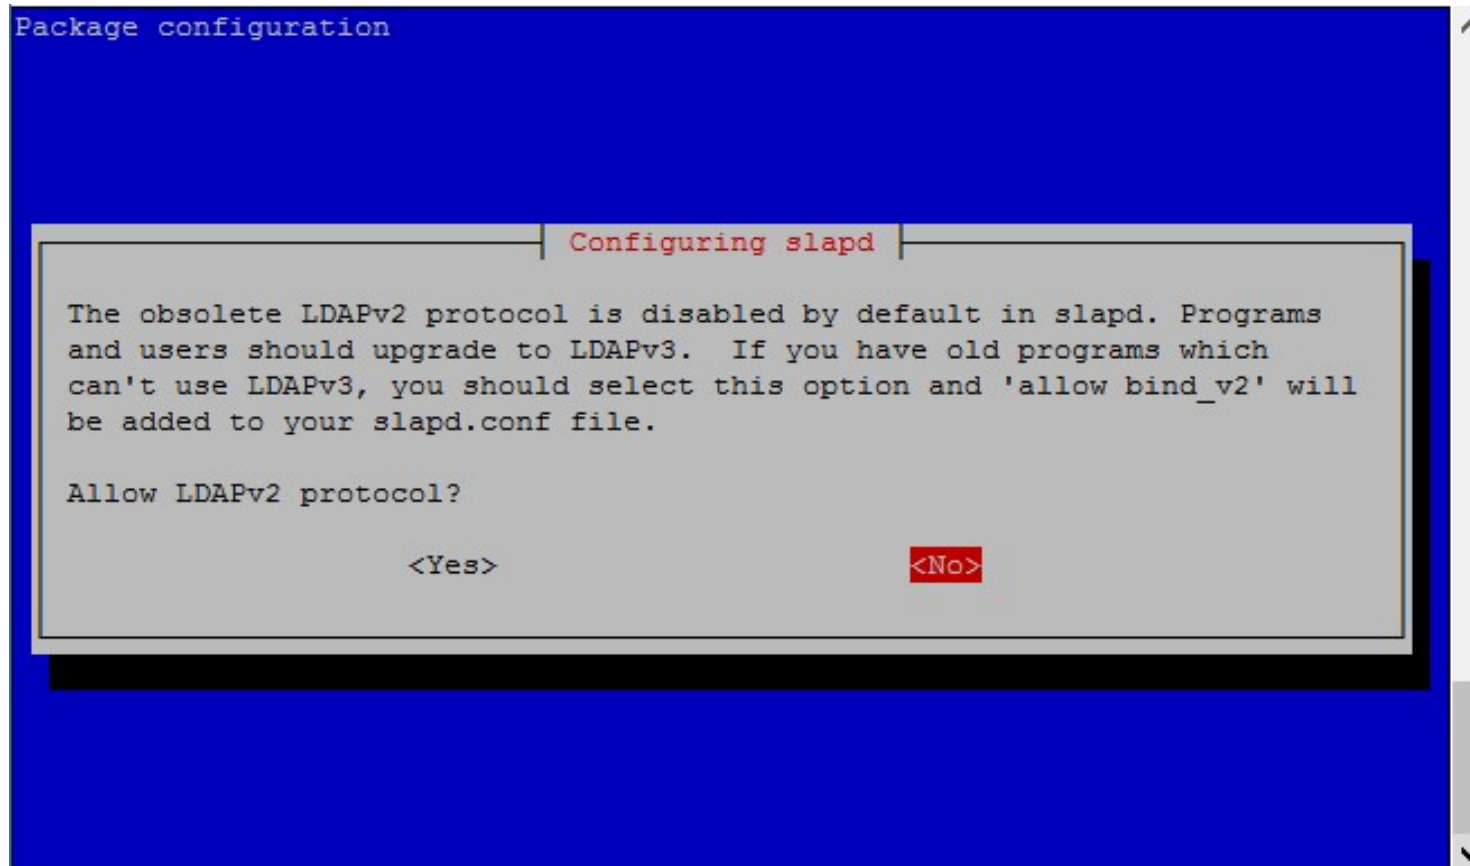 Package configuration
Configuring slapd
The obsolete LDAPv2 protocol is disabled by default in slapd. Programs
and users should upgrade to LDAPv3.  If you have old programs which
can't use LDAPv3, you should select this option and 'allow bind_v2' will
be added to your slapd.conf file.
Allow LDAPv2 protocol?
<Yes> <No>